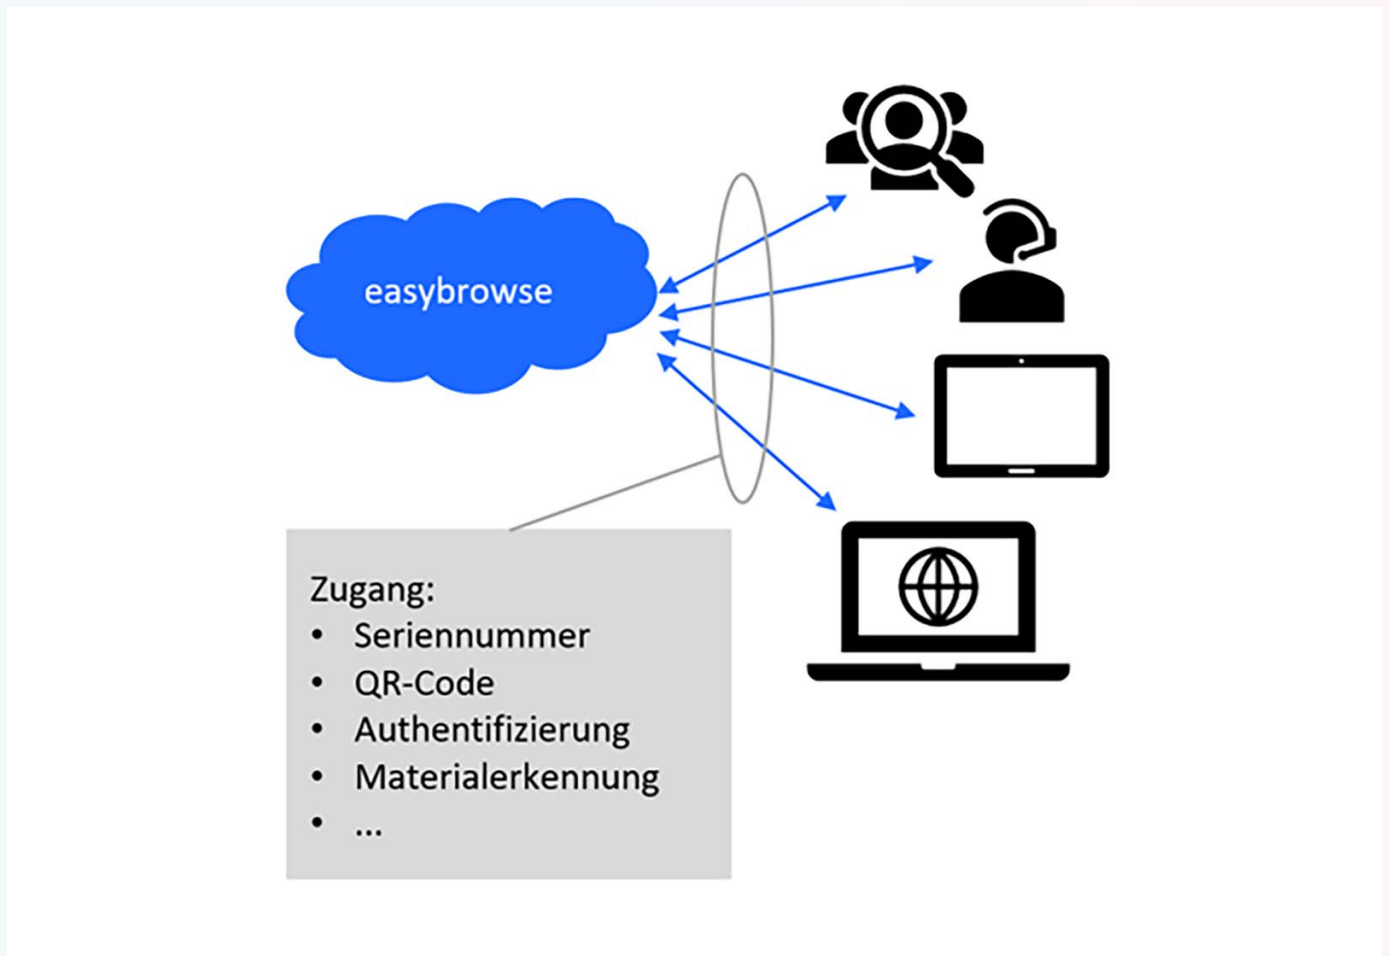 easybrowse
Zugang:
• Seriennummer
• QR-Code
• Authentifizierung
• Materialerkennung
• ...